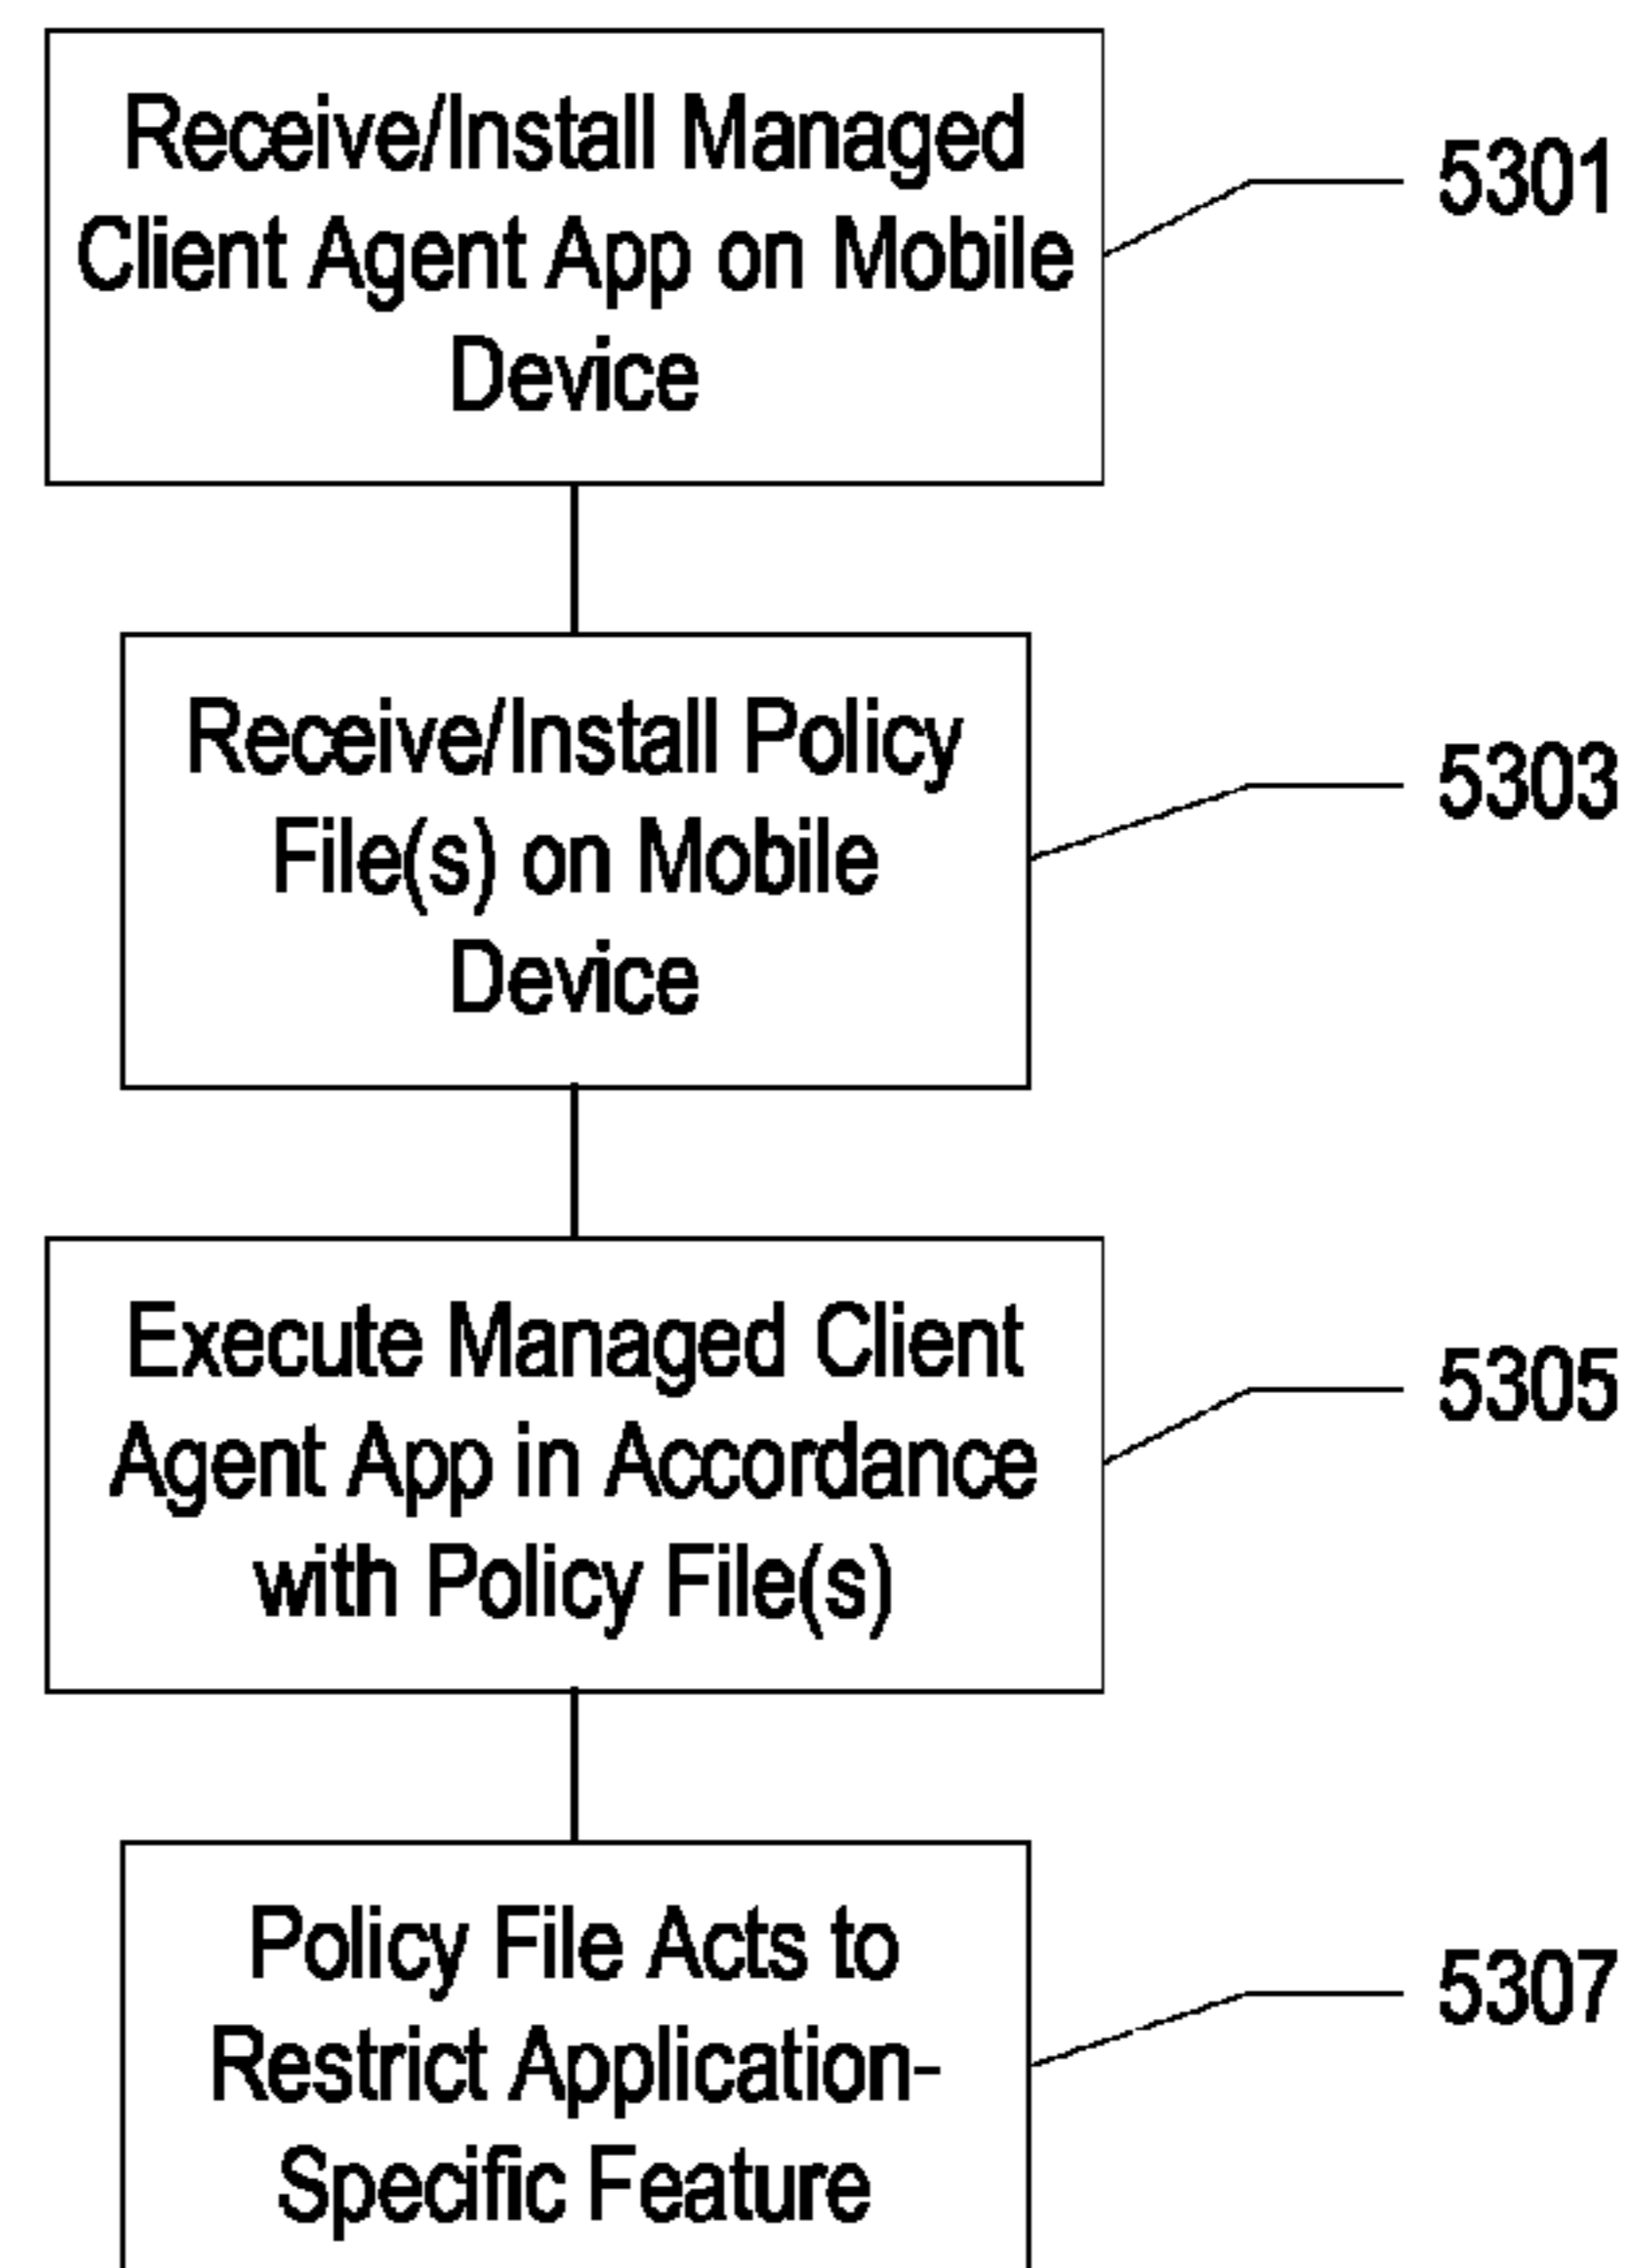 Receive/Install Managed
Client Agent App on Mobile
Device
5301
Receive/Install Policy
File(s) on Mobile
Device
5303
Execute Managed Client
Agent App in Accordance
with Policy File(s)
5305
Policy File Acts to
Restrict Application-
Specific Feature
5307